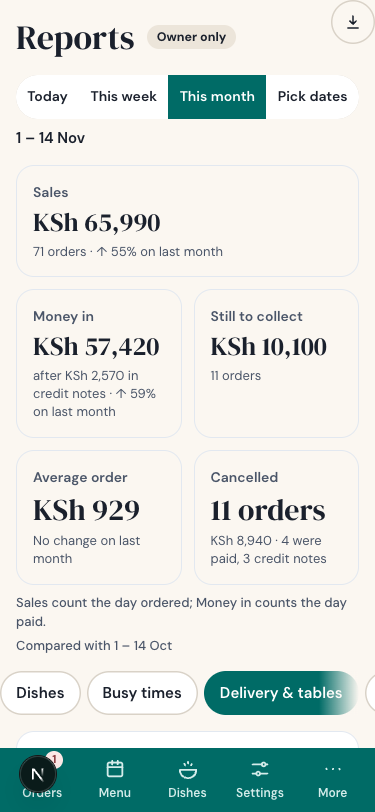 Reports
Owner only
Today
This week
This month
Pick dates
1 – 14 Nov
Sales
KSh 65,990
71 orders · ↑ 55% on last month
Money in
KSh 57,420
after KSh 2,570 in
credit notes · ↑ 59%
on last month
Still to collect
KSh 10,100
11 orders
Average order
KSh 929
No change on last
month
Cancelled
11 orders
KSh 8,940 · 4 were
paid, 3 credit notes
Sales count the day ordered; Money in counts the day
paid.
Compared with 1 – 14 Oct
Dishes
Busy times
Delivery & tables
N
1
Orders
Menu
Dishes
Settings
More